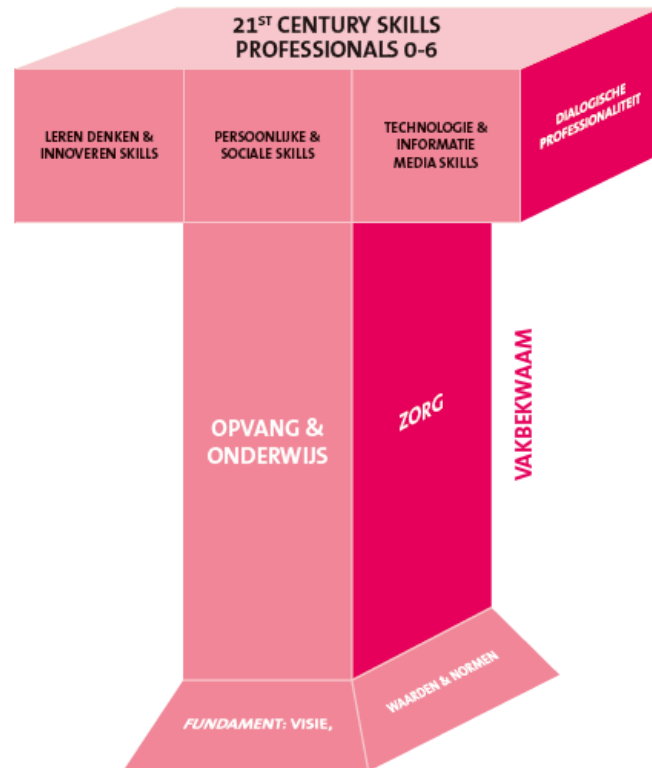 21ST CENTURY SKILLS
PROFESSIONALS 0-6
LEREN DENKEN &
INNOVEREN SKILLS
PERSOONLIJKE &
SOCIALE SKILLS
TECHNOLOGIE &
INFORMATIE
MEDIA SKILLS
DIALOGISCHE
PROFESSIONALITEIT
OPVANG &
ONDERWIJS
ZORG
VAKBEKWAAM
FUNDAMENT: VISIE,
WAARDEN & NORMEN